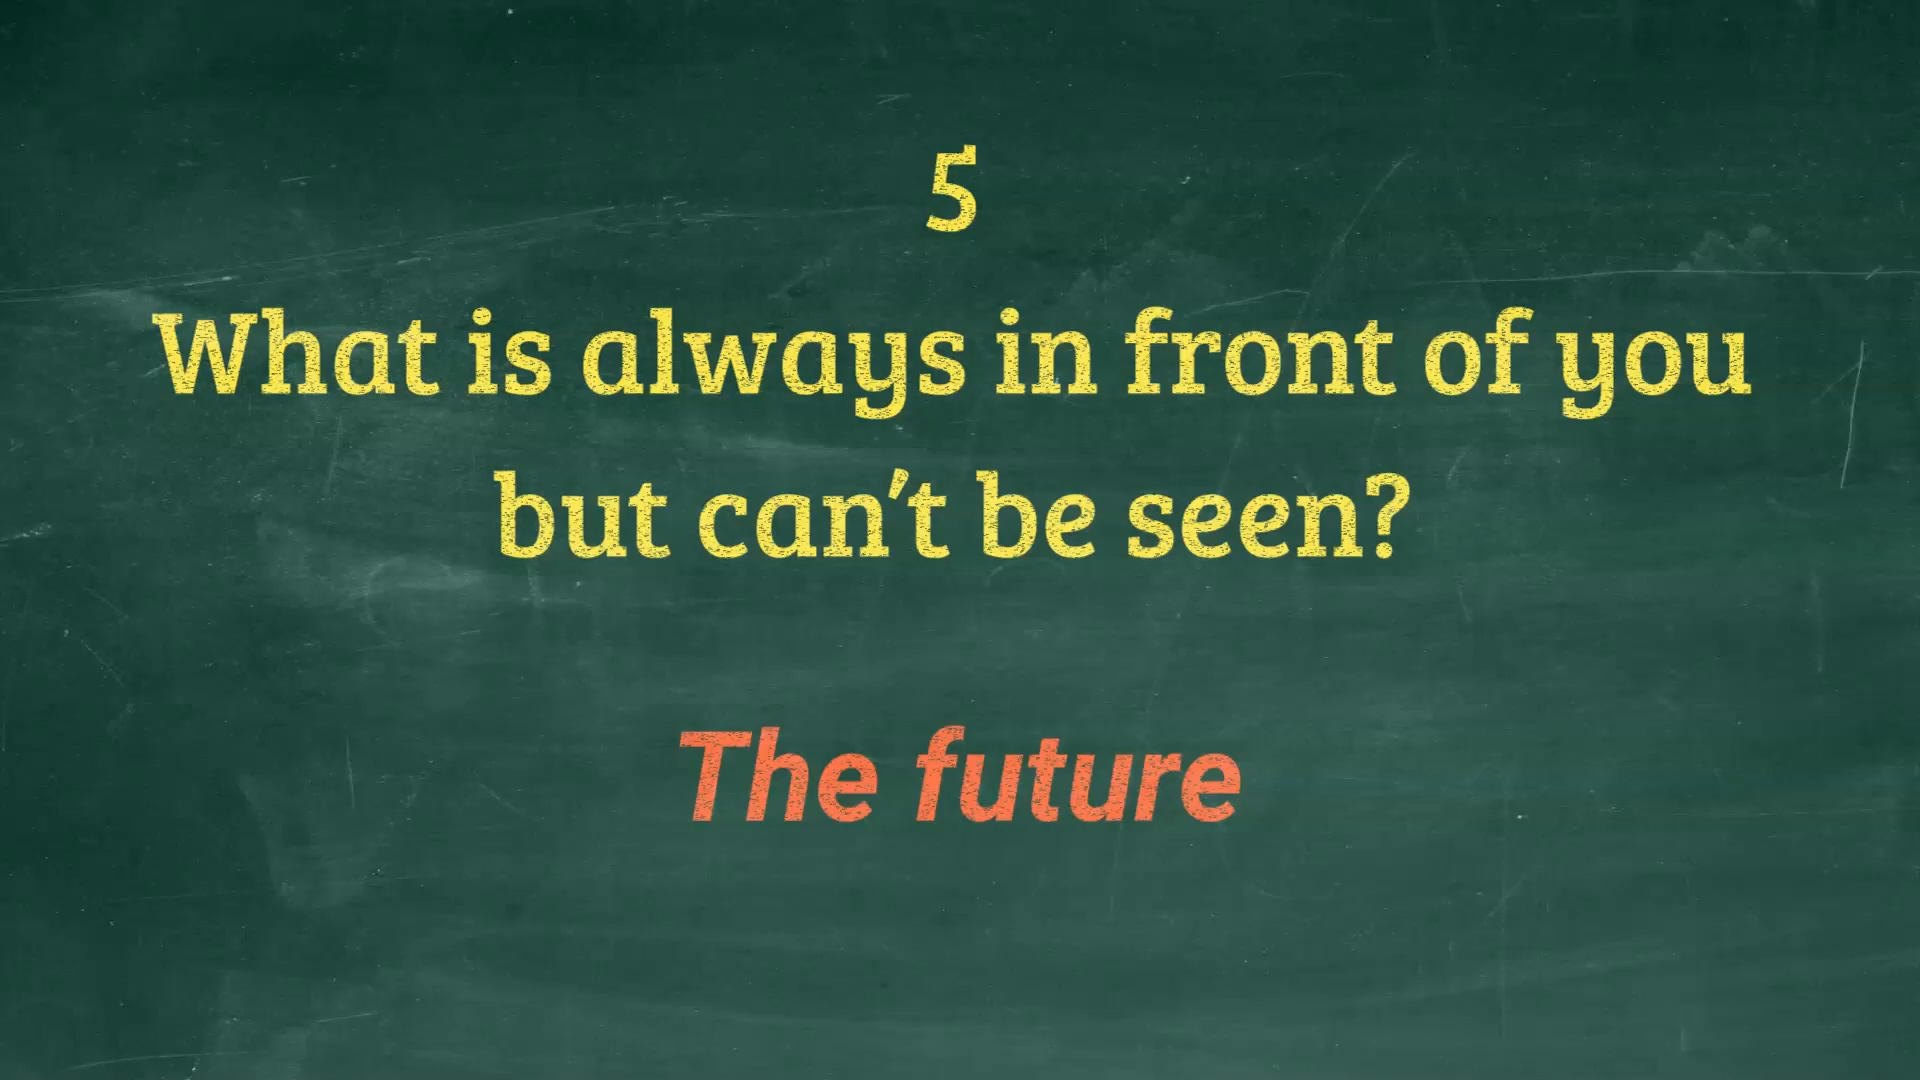 5
What is always in front of you
but can't be seen?
The future